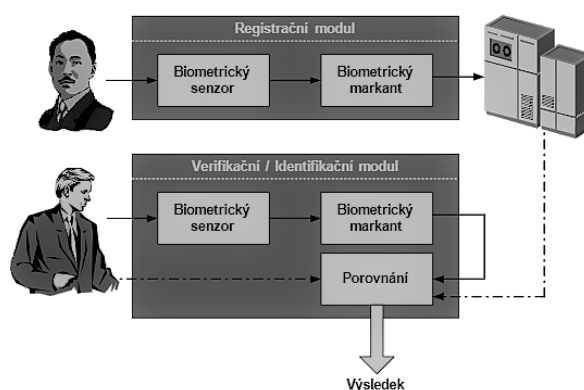 Registrační modul
Biometrický
senzor
Biometrický
markant
Verifikační / Identifikační modul
Biometrický
senzor
Biometrický
markant
Porovnání
Výsledek